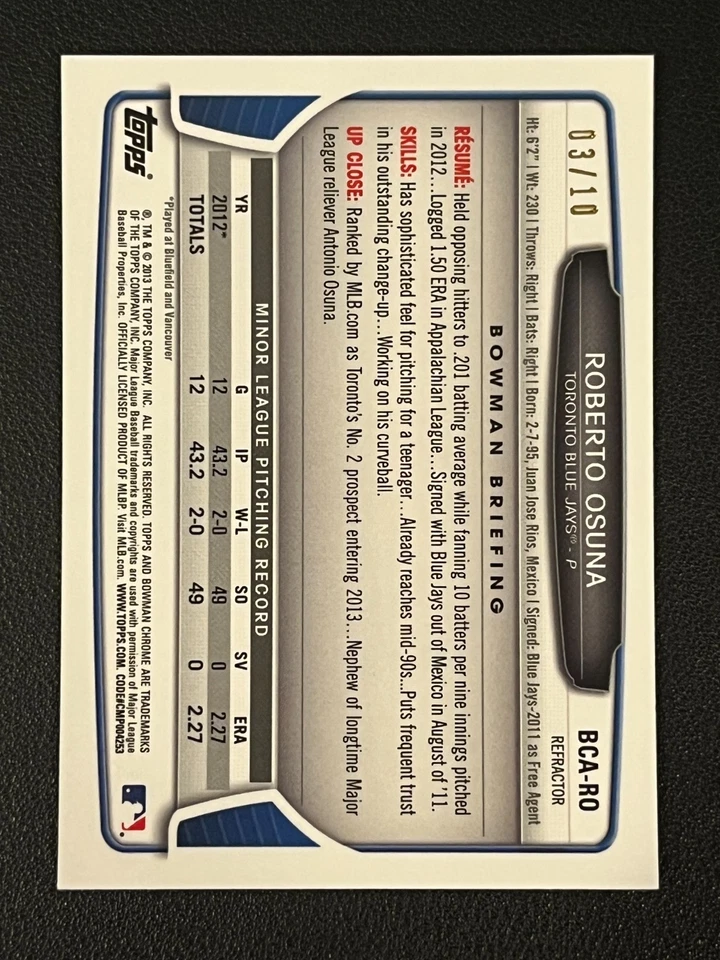 03/10
ROBERTO OSUNA
TORONTO BLUE JAYS® - P
BCA-RO
REFRACTOR
Ht: 6'2" | Wt: 230 | Throws: Right | Bats: Right | Born: 2-7-95, Juan Jose Rios, Mexico | Signed: Blue Jays-2011 as Free Agent
BOWMAN BRIEFING
RÉSUMÉ: Held opposing hitters to .201 batting average while fanning 10 batters per nine innings pitched
in 2012...Logged 1.50 ERA in Appalachian League...Signed with Blue Jays out of Mexico in August of '11.
SKILLS: Has sophisticated feel for pitching for a teenager...Already reaches mid-90s...Puts frequent trust
in his outstanding change-up...Working on his curveball.
UP CLOSE: Ranked by MLB.com as Toronto's No. 2 prospect entering 2013...Nephew of longtime Major
League reliever Antonio Osuna.
MINOR LEAGUE PITCHING RECORD
YR G IP W-L SO SV ERA
2012* 12 43.2 2-0 49 0 2.27
TOTALS 12 43.2 2-0 49 0 2.27
*Played at Bluefield and Vancouver
topps
®, TM & © 2013 THE TOPPS COMPANY, INC. ALL RIGHTS RESERVED. TOPPS AND BOWMAN CHROME ARE TRADEMARKS
OF THE TOPPS COMPANY, INC. Major League Baseball trademarks and copyrights are used with permission of Major League
Baseball Properties, Inc. OFFICIALLY LICENSED PRODUCT OF MLBP. Visit MLB.com. WWW.TOPPS.COM. CODE#CMP004253